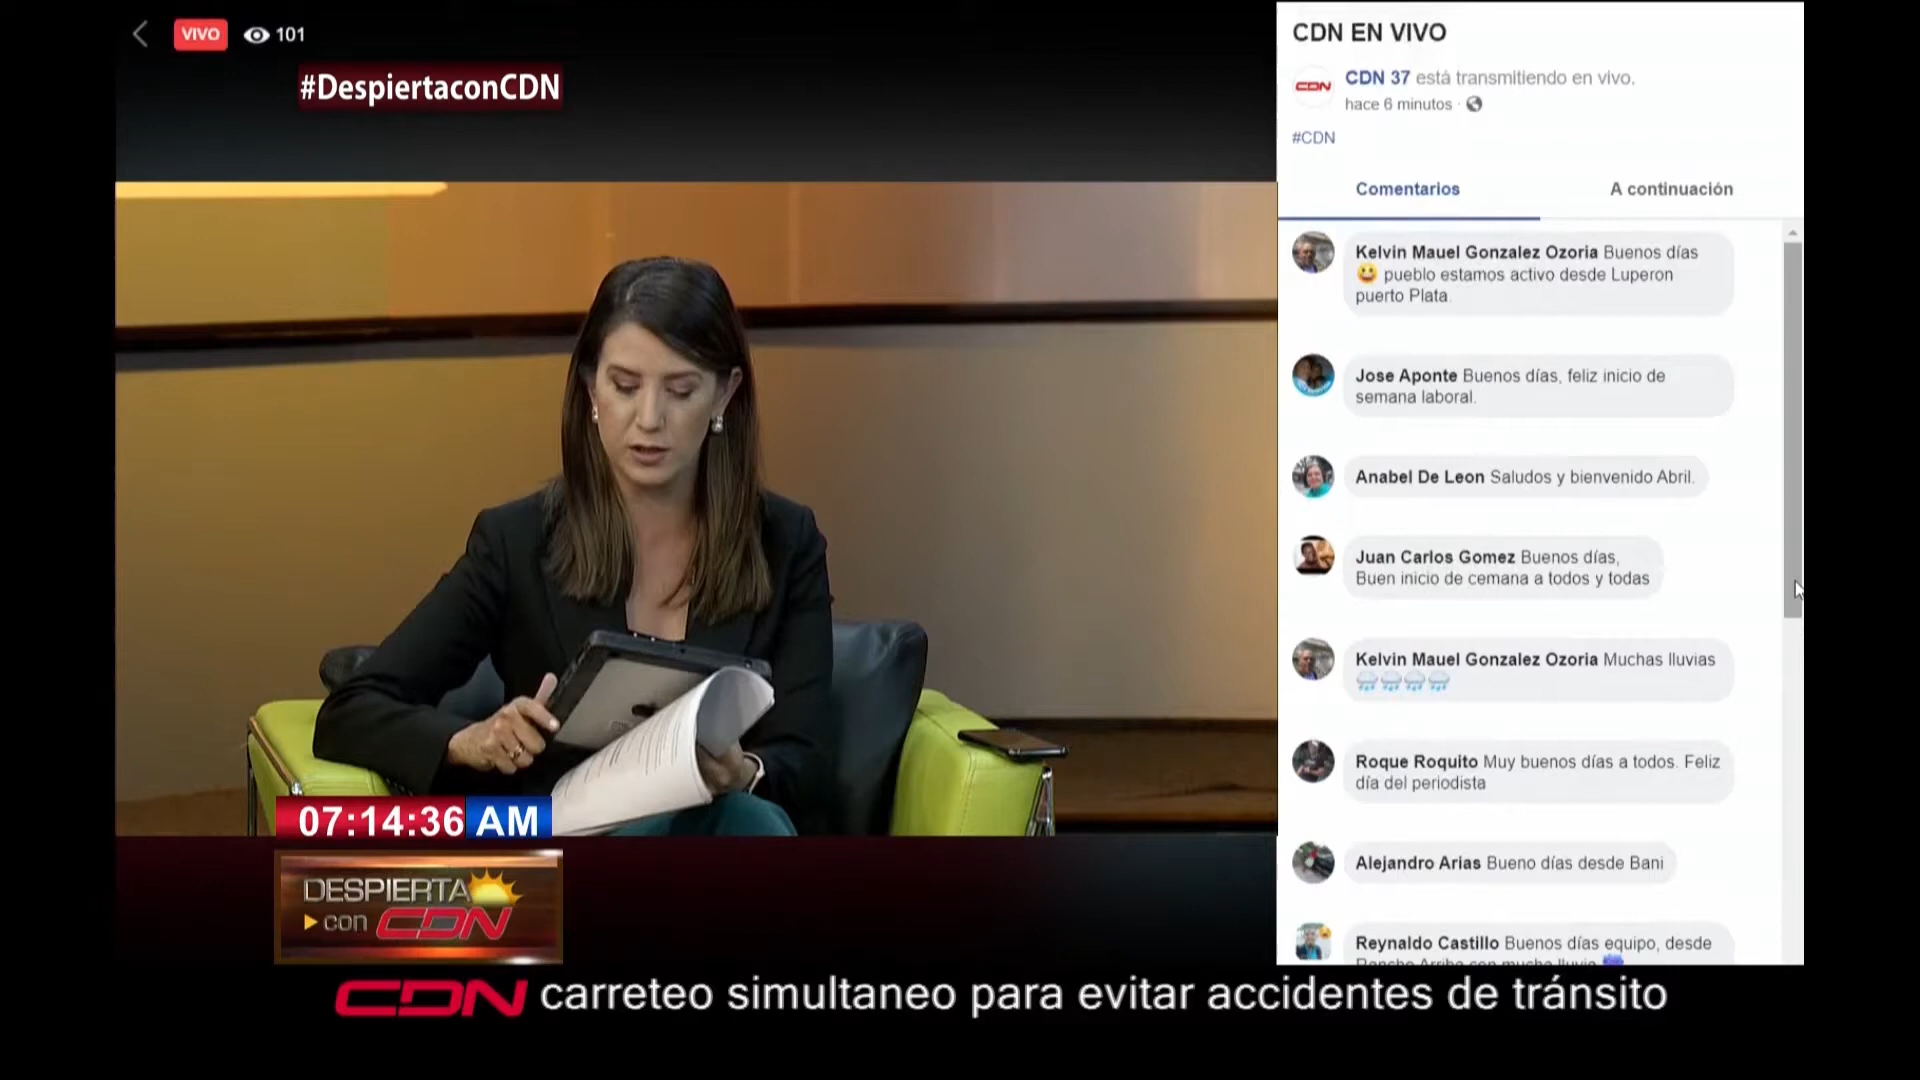 VIVO 101
#DespiertaconCDN
CDN EN VIVO
CDN
CDN 37 está transmitiendo en vivo.
hace 6 minutos ·
#CDN
Comentarios
A continuación
Kelvin Mauel Gonzalez Ozoria Buenos días
😀 pueblo estamos activo desde Luperon
puerto Plata.
Jose Aponte Buenos días, feliz inicio de
semana laboral.
Anabel De Leon Saludos y bienvenido Abril.
Juan Carlos Gomez Buenos días,
Buen inicio de cemana a todos y todas
Kelvin Mauel Gonzalez Ozoria Muchas lluvias
🌧🌧🌧🌧
Roque Roquito Muy buenos días a todos. Feliz
día del periodista
Alejandro Arias Bueno días desde Bani
Reynaldo Castillo Buenos días equipo, desde
07:14:36 AM
DESPIERTA
con CDN
CDN carreteo simultaneo para evitar accidentes de tránsito